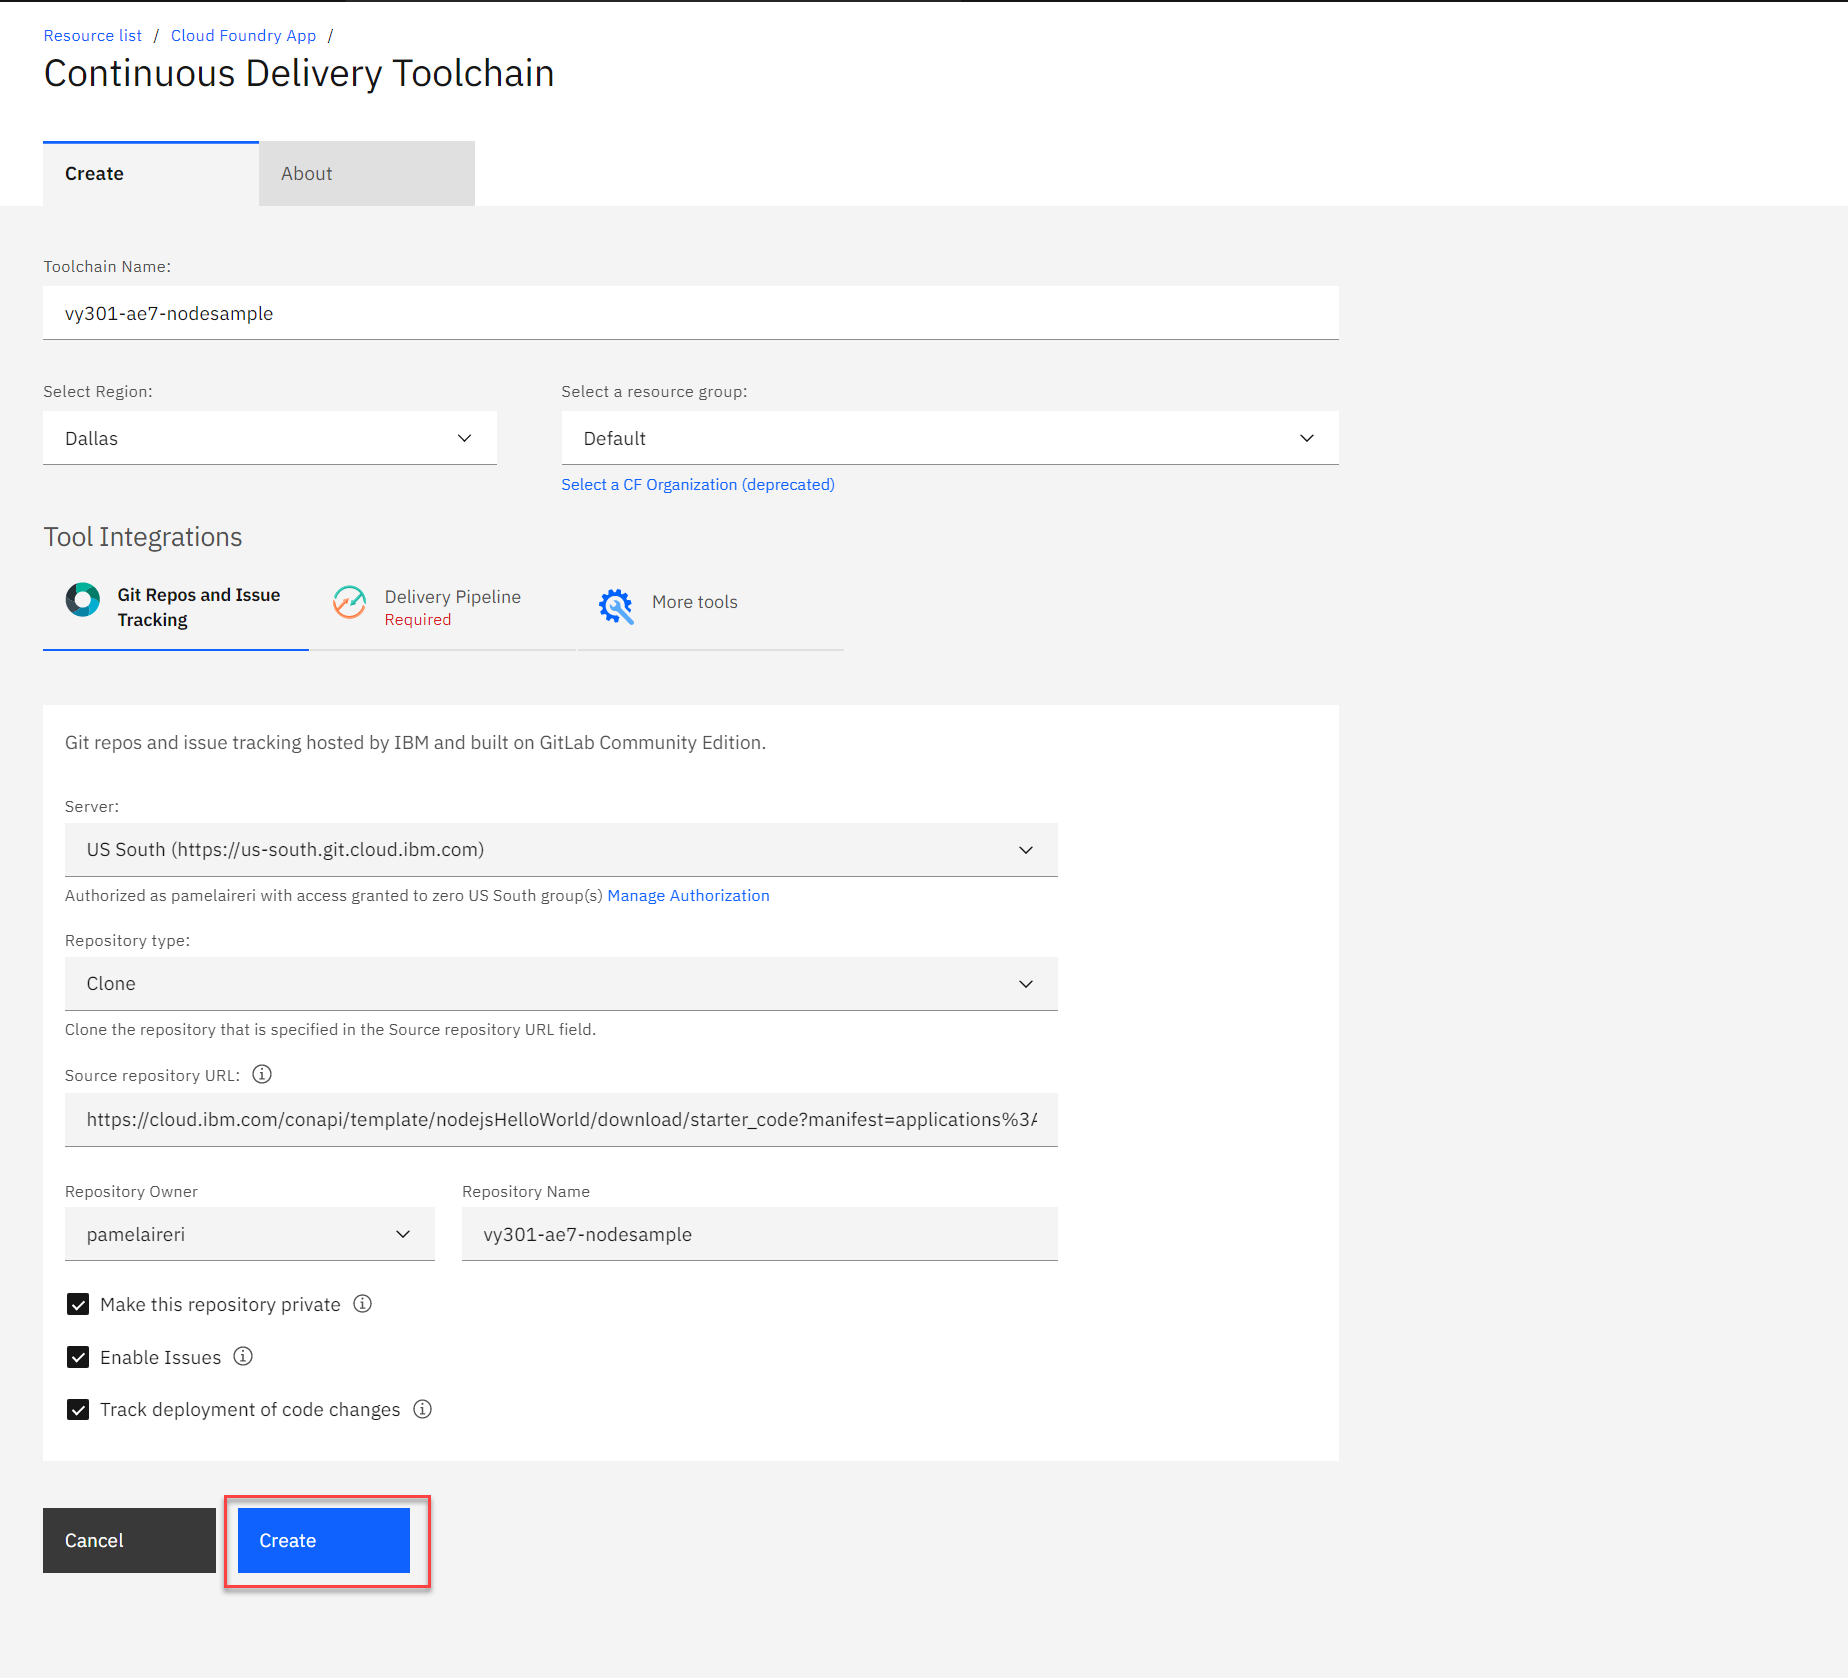 Resource list / Cloud Foundry App /
Continuous Delivery Toolchain
Create
About
Toolchain Name:
vy301-ae7-nodesample
Select Region:
Select a resource group:
Dallas
Default
Select a CF Organization (deprecated)
Tool Integrations
Git Repos and Issue
Tracking
Delivery Pipeline
Required
More tools
Git repos and issue tracking hosted by IBM and built on GitLab Community Edition.
Server:
US South (https://us-south.git.cloud.ibm.com)
Authorized as pamelaireri with access granted to zero US South group(s) Manage Authorization
Repository type:
Clone
Clone the repository that is specified in the Source repository URL field.
Source repository URL:
https://cloud.ibm.com/conapi/template/nodejsHelloWorld/download/starter_code?manifest=applications%3A
Repository Owner
Repository Name
pamelaireri
vy301-ae7-nodesample
Make this repository private
Enable Issues
Track deployment of code changes
Cancel
Create